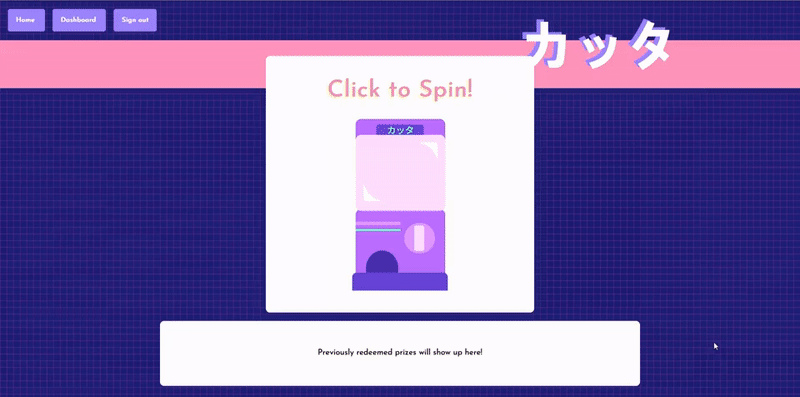 Home
Dashboard
Sign out
カッタ
Click to Spin!
カッタ
Previously redeemed prizes will show up here!